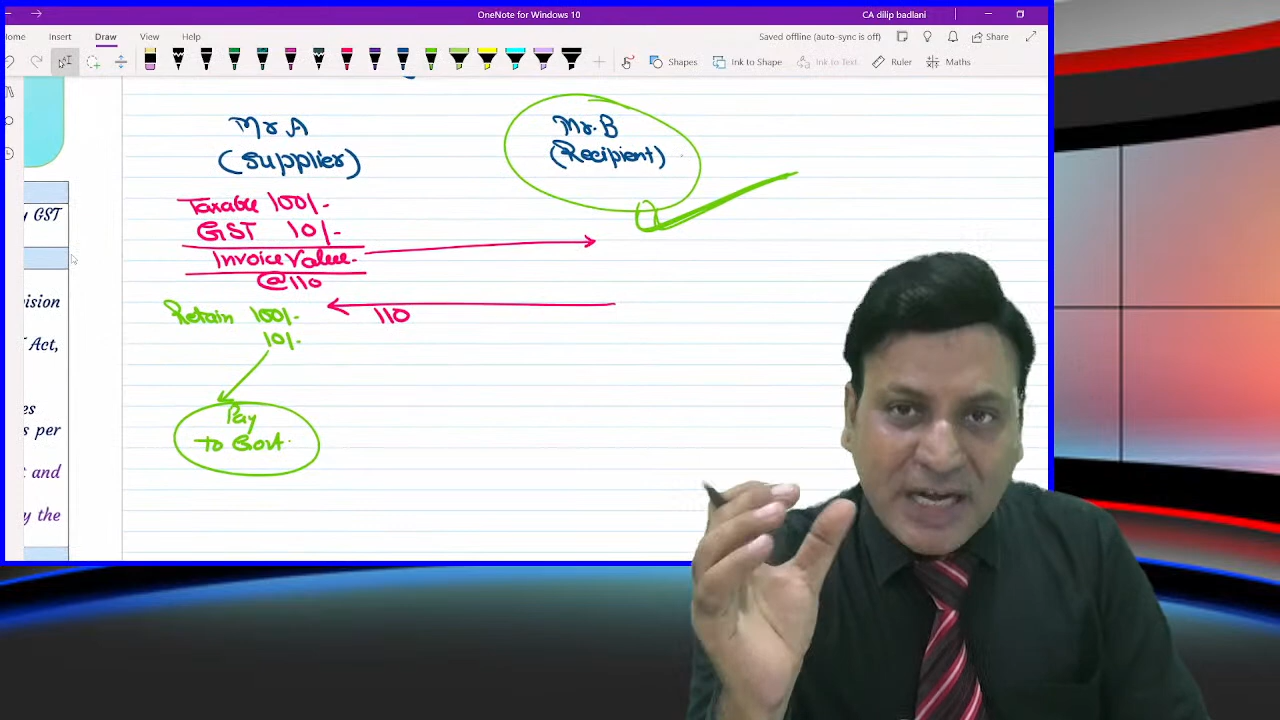 OneNote for Windows 10
CA dilip badlani
ome Insert Draw View Help
Saved offline (auto-sync is off)
Share
Shapes
Ink to Shape
Ink to Text
Ruler
Maths
Mr A
(Supplier)
Mr. B
(Recipient)
Taxable 100/-
GST 10/-
Invoice Value
@110
110
Retain 100/-
10/-
Pay
to Govt.
y GST
ision
Act,
es
s per
t and
y the